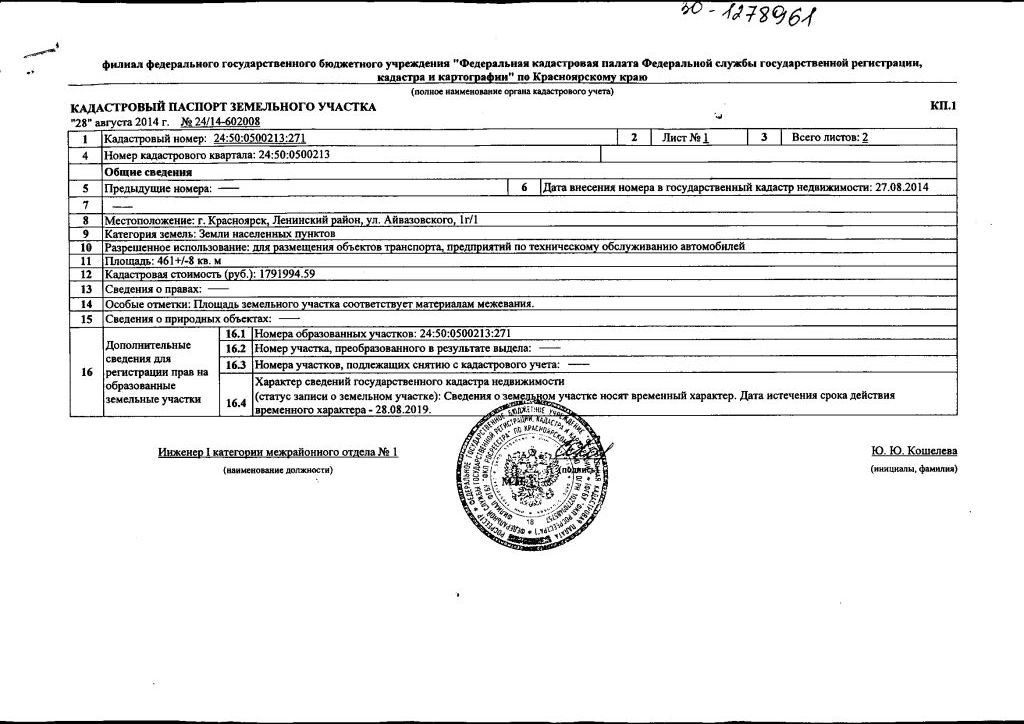 30-1278961
филиал федерального государственного бюджетного учреждения "Федеральная кадастровая палата Федеральной службы государственной регистрации,
кадастра и картографии" по Красноярскому краю
(полное наименование органа кадастрового учета)
КАДАСТРОВЫЙ ПАСПОРТ ЗЕМЕЛЬНОГО УЧАСТКА КП.1
"28" августа 2014 г. № 24/14-602008
1 Кадастровый номер: 24:50:0500213:271 2 Лист № 1 3 Всего листов: 2
4 Номер кадастрового квартала: 24:50:0500213
Общие сведения
5 Предыдущие номера: —— 6 Дата внесения номера в государственный кадастр недвижимости: 27.08.2014
7 ——
8 Местоположение: г. Красноярск, Ленинский район, ул. Айвазовского, 1г/1
9 Категория земель: Земли населенных пунктов
10 Разрешенное использование: для размещения объектов транспорта, предприятий по техническому обслуживанию автомобилей
11 Площадь: 461+/-8 кв. м
12 Кадастровая стоимость (руб.): 1791994.59
13 Сведения о правах: ——
14 Особые отметки: Площадь земельного участка соответствует материалам межевания.
15 Сведения о природных объектах: ——
16 Дополнительные
сведения для
регистрации прав на
образованные
земельные участки
16.1 Номера образованных участков: 24:50:0500213:271
16.2 Номер участка, преобразованного в результате выдела: ——
16.3 Номера участков, подлежащих снятию с кадастрового учета: ——
16.4 Характер сведений государственного кадастра недвижимости
(статус записи о земельном участке): Сведения о земельном участке носят временный характер. Дата истечения срока действия
временного характера - 28.08.2019.
Инженер I категории межрайонного отдела № 1 Ю. Ю. Кошелева
(наименование должности) М.П. (подпись) (инициалы, фамилия)